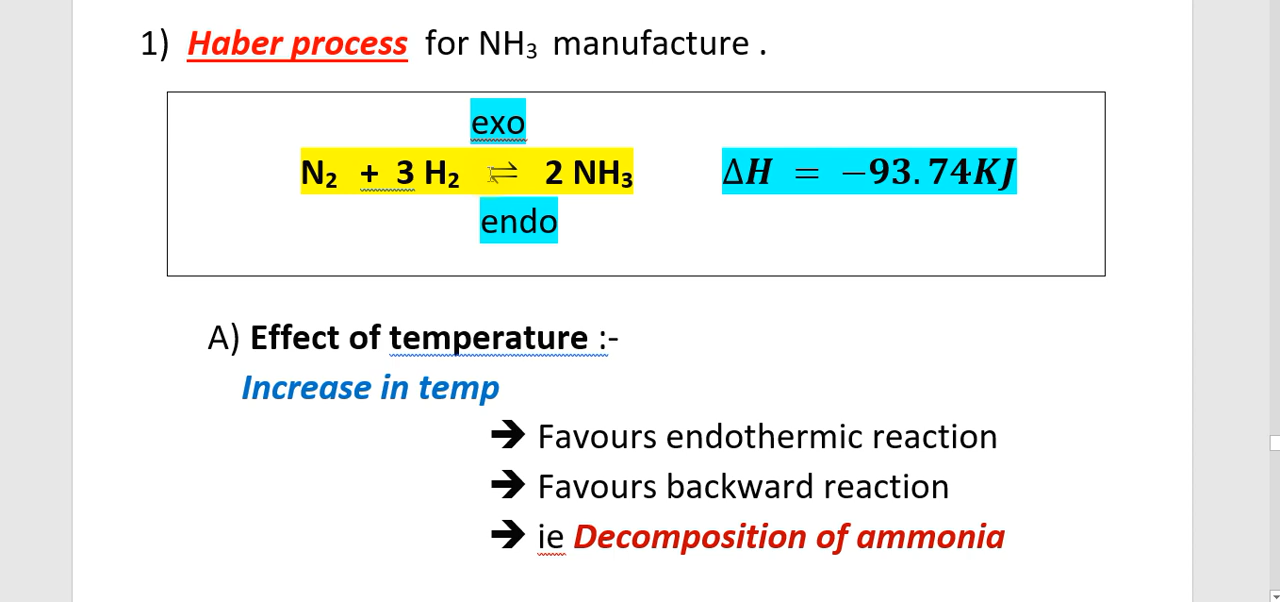 1) Haber process for NH₃ manufacture .
exo
N₂ + 3 H₂ ⇌ 2 NH₃ ΔH = −93.74KJ
endo
A) Effect of temperature :-
Increase in temp
➔ Favours endothermic reaction
➔ Favours backward reaction
➔ ie Decomposition of ammonia